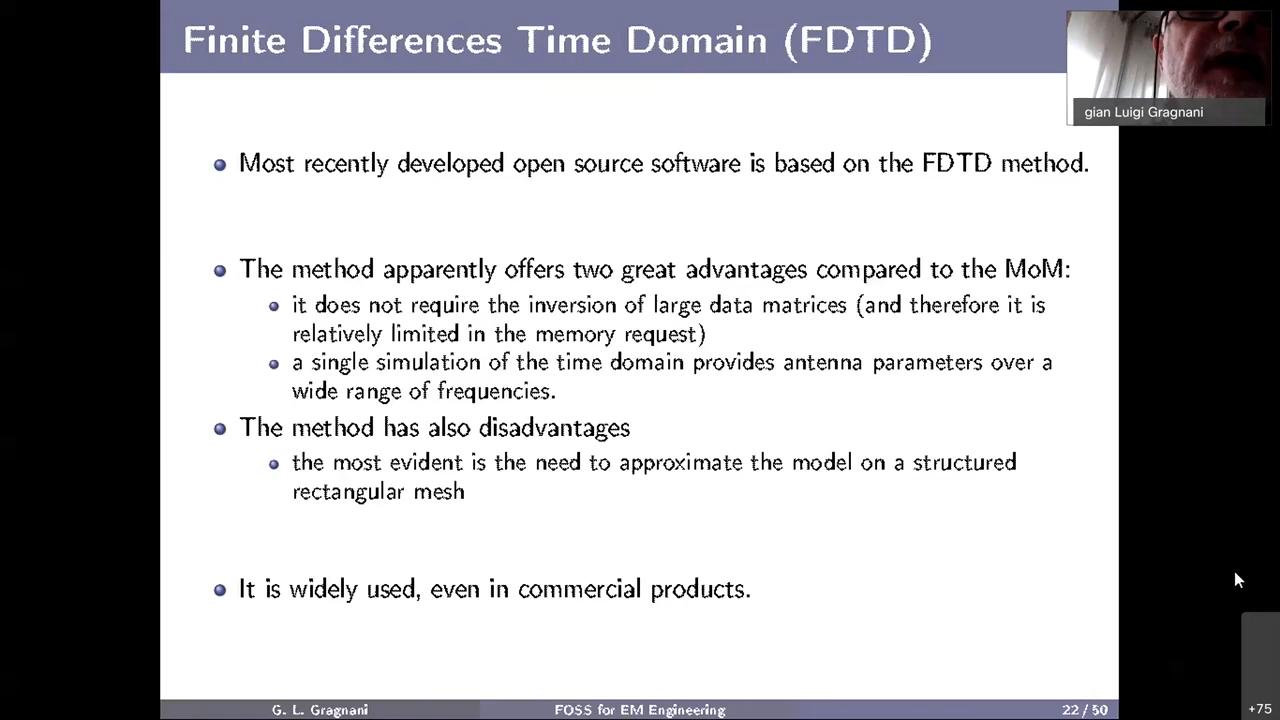 Finite Differences Time Domain (FDTD)
gian Luigi Gragnani
Most recently developed open source software is based on the FDTD method.
The method apparently offers two great advantages compared to the MoM:
it does not require the inversion of large data matrices (and therefore it is
relatively limited in the memory request)
a single simulation of the time domain provides antenna parameters over a
wide range of frequencies.
The method has also disadvantages
the most evident is the need to approximate the model on a structured
rectangular mesh
It is widely used, even in commercial products.
G. L. Gragnani
FOSS for EM Engineering
22 / 50
+75